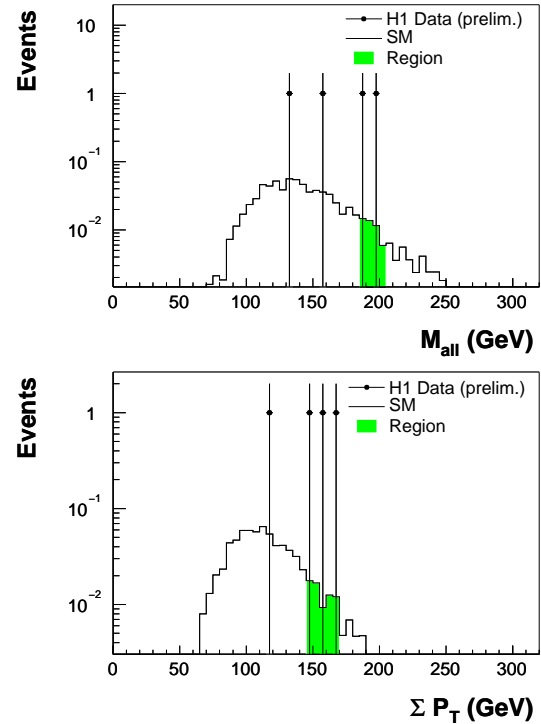 Events
10
1
10⁻¹
10⁻²
H1 Data (prelim.)
SM
Region
0 50 100 150 200 250 300
M_all (GeV)
Events
1
10⁻¹
10⁻²
H1 Data (prelim.)
SM
Region
0 50 100 150 200 250 300
Σ P_T (GeV)